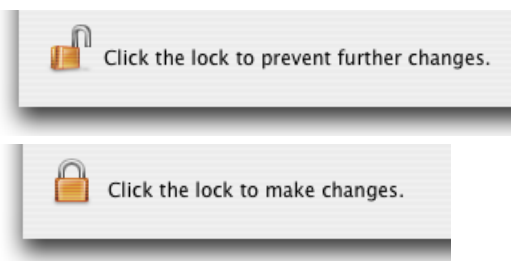 Click the lock to prevent further changes.
Click the lock to make changes.